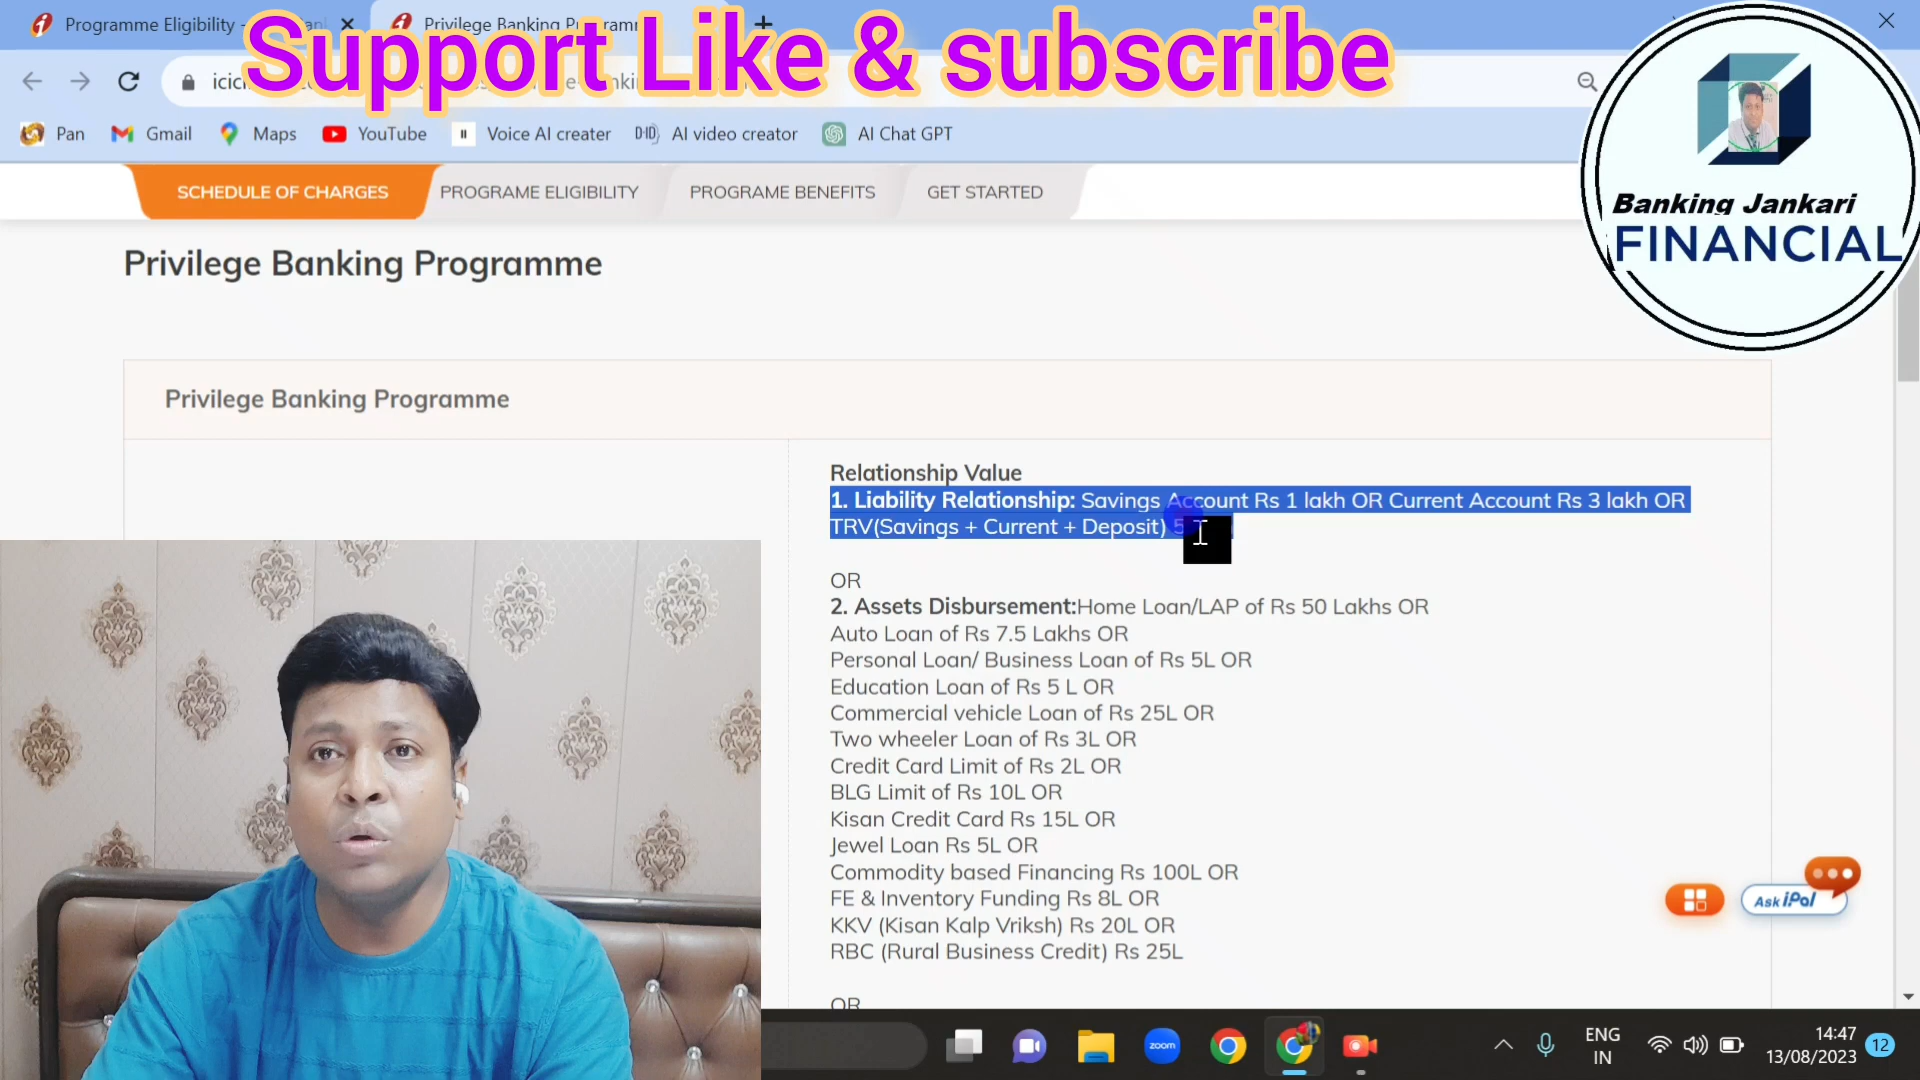 Programme Eligibility
Privilege Banking Programm
Support Like & subscribe
Pan
Gmail
Maps
YouTube
Voice AI creater
D·ID
AI video creator
AI Chat GPT
SCHEDULE OF CHARGES
PROGRAME ELIGIBILITY
PROGRAME BENEFITS
GET STARTED
Banking Jankari
FINANCIAL
Privilege Banking Programme
Privilege Banking Programme
Relationship Value
1. Liability Relationship: Savings Account Rs 1 lakh OR Current Account Rs 3 lakh OR
TRV(Savings + Current + Deposit) 5
OR
2. Assets Disbursement:Home Loan/LAP of Rs 50 Lakhs OR
Auto Loan of Rs 7.5 Lakhs OR
Personal Loan/ Business Loan of Rs 5L OR
Education Loan of Rs 5 L OR
Commercial vehicle Loan of Rs 25L OR
Two wheeler Loan of Rs 3L OR
Credit Card Limit of Rs 2L OR
BLG Limit of Rs 10L OR
Kisan Credit Card Rs 15L OR
Jewel Loan Rs 5L OR
Commodity based Financing Rs 100L OR
FE & Inventory Funding Rs 8L OR
KKV (Kisan Kalp Vriksh) Rs 20L OR
RBC (Rural Business Credit) Rs 25L
OR
Ask iPal
zoom
ENG
IN
14:47
13/08/2023
12